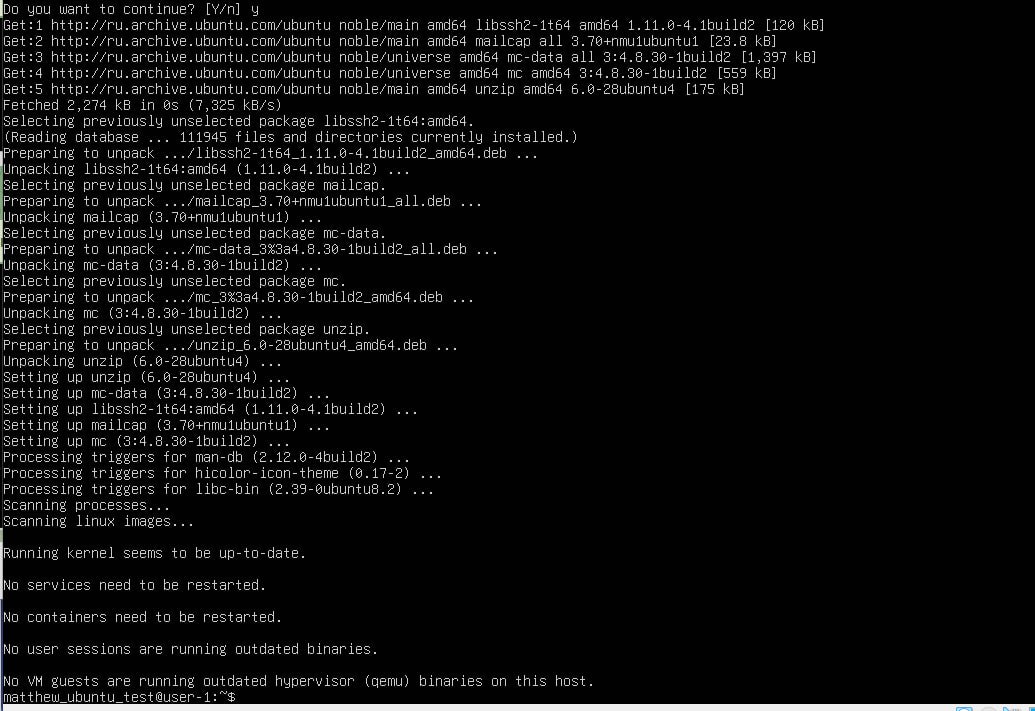 Do you want to continue? [Y/n] y
Get:1 http://ru.archive.ubuntu.com/ubuntu noble/main amd64 libssh2-1t64 amd64 1.11.0-4.1build2 [120 kB]
Get:2 http://ru.archive.ubuntu.com/ubuntu noble/main amd64 mailcap all 3.70+nmu1ubuntu1 [23.8 kB]
Get:3 http://ru.archive.ubuntu.com/ubuntu noble/universe amd64 mc-data all 3:4.8.30-1build2 [1,397 kB]
Get:4 http://ru.archive.ubuntu.com/ubuntu noble/universe amd64 mc amd64 3:4.8.30-1build2 [559 kB]
Get:5 http://ru.archive.ubuntu.com/ubuntu noble/main amd64 unzip amd64 6.0-28ubuntu4 [175 kB]
Fetched 2,274 kB in 0s (7,325 kB/s)
Selecting previously unselected package libssh2-1t64:amd64.
(Reading database ... 111945 files and directories currently installed.)
Preparing to unpack .../libssh2-1t64_1.11.0-4.1build2_amd64.deb ...
Unpacking libssh2-1t64:amd64 (1.11.0-4.1build2) ...
Selecting previously unselected package mailcap.
Preparing to unpack .../mailcap_3.70+nmu1ubuntu1_all.deb ...
Unpacking mailcap (3.70+nmu1ubuntu1) ...
Selecting previously unselected package mc-data.
Preparing to unpack .../mc-data_3%3a4.8.30-1build2_all.deb ...
Unpacking mc-data (3:4.8.30-1build2) ...
Selecting previously unselected package mc.
Preparing to unpack .../mc_3%3a4.8.30-1build2_amd64.deb ...
Unpacking mc (3:4.8.30-1build2) ...
Selecting previously unselected package unzip.
Preparing to unpack .../unzip_6.0-28ubuntu4_amd64.deb ...
Unpacking unzip (6.0-28ubuntu4) ...
Setting up unzip (6.0-28ubuntu4) ...
Setting up mc-data (3:4.8.30-1build2) ...
Setting up libssh2-1t64:amd64 (1.11.0-4.1build2) ...
Setting up mailcap (3.70+nmu1ubuntu1) ...
Setting up mc (3:4.8.30-1build2) ...
Processing triggers for man-db (2.12.0-4build2) ...
Processing triggers for hicolor-icon-theme (0.17-2) ...
Processing triggers for libc-bin (2.39-0ubuntu8.2) ...
Scanning processes...
Scanning linux images...
Running kernel seems to be up-to-date.
No services need to be restarted.
No containers need to be restarted.
No user sessions are running outdated binaries.
No VM guests are running outdated hypervisor (qemu) binaries on this host.
matthew_ubuntu_test@user-1:~$